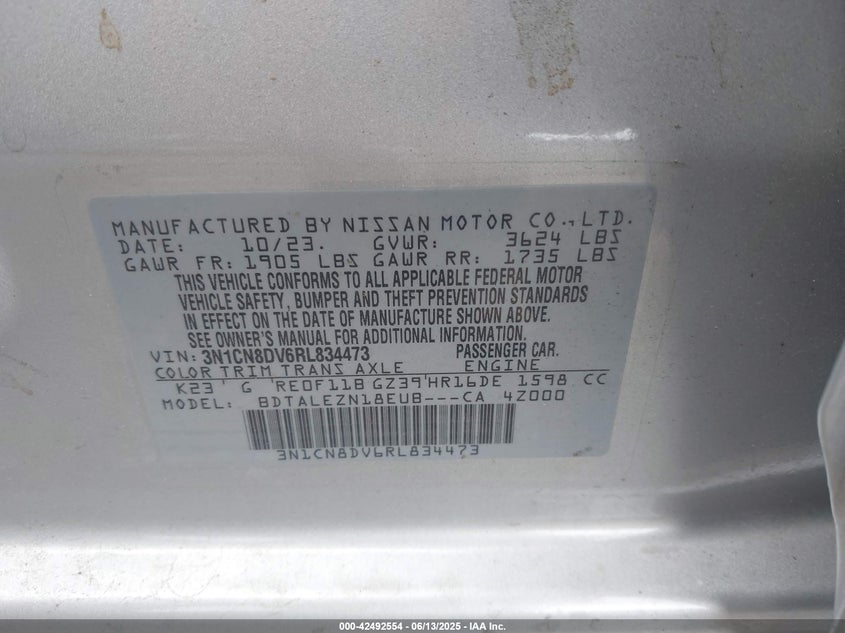 MANUFACTURED BY NISSAN MOTOR CO., LTD.
DATE: 10/23. GVWR: 3624 LBS
GAWR FR: 1905 LBS GAWR RR: 1735 LBS
THIS VEHICLE CONFORMS TO ALL APPLICABLE FEDERAL MOTOR
VEHICLE SAFETY, BUMPER AND THEFT PREVENTION STANDARDS
IN EFFECT ON THE DATE OF MANUFACTURE SHOWN ABOVE.
SEE OWNER'S MANUAL FOR ADDITIONAL INFORMATION.
VIN: 3N1CN8DV6RL834473 PASSENGER CAR.
COLOR TRIM TRANS AXLE ENGINE
K23 G RE0F11B GZ39 HR16DE 1598 CC
MODEL: BDTALEZN18EUB---CA 4Z000
3N1CN8DV6RL834473
000-42492554 / 06/13/2025 - IAA Inc.